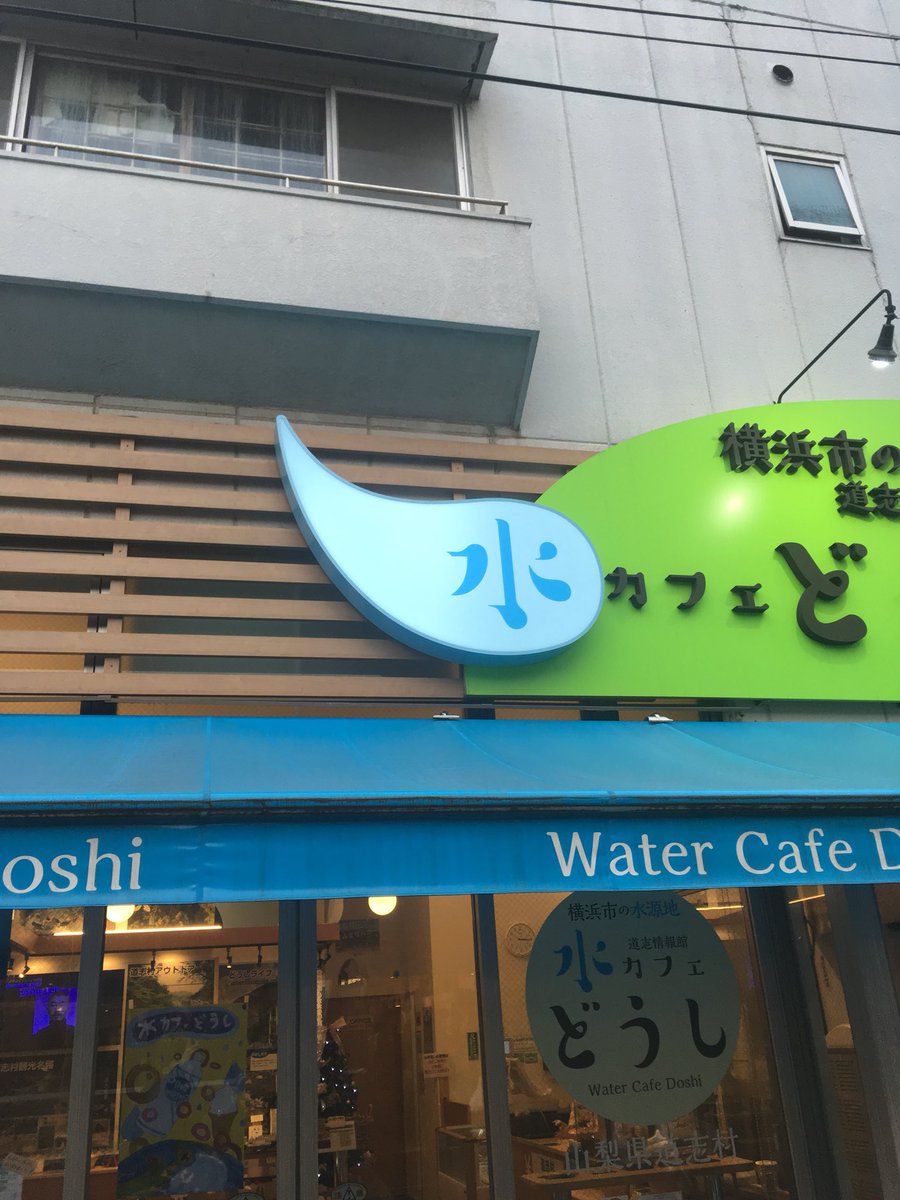 横浜市の
道志
水カフェど
oshi
Water Cafe D
横浜市の水源地
道志情報館
水カフェ
どうし
Water Cafe Doshi
水カフェどうし
山梨県道志村